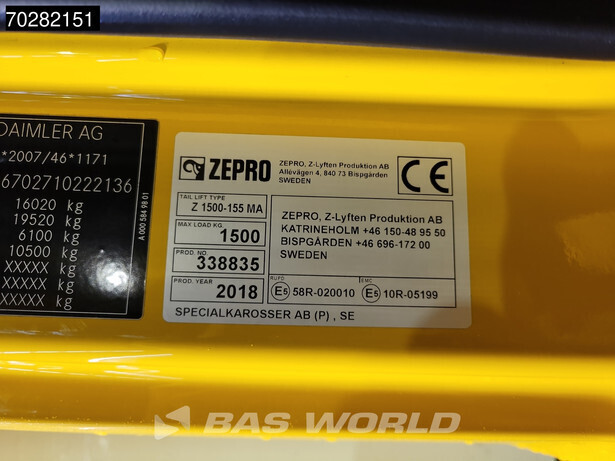 70282151
DAIMLER AG
*2007/46*1171
6702710222136
16020 kg
19520 kg
6100 kg
10500 kg
XXXXX kg
XXXXX kg
XXXXX kg
A 000 584 98 01
ZEPRO
ZEPRO, Z-Lyften Produktion AB
Allévägen 4, 840 73 Bispgården
SWEDEN
CE
TAIL LIFT TYPE
Z 1500-155 MA
MAX LOAD KG.
1500
PROD. NO.
338835
PROD. YEAR
2018
ZEPRO, Z-Lyften Produktion AB
KATRINEHOLM +46 150-48 95 50
BISPGÅRDEN +46 696-172 00
SWEDEN
RUPD
E5 58R-020010
EMC
E5 10R-05199
SPECIALKAROSSER AB (P) , SE
BAS WORLD